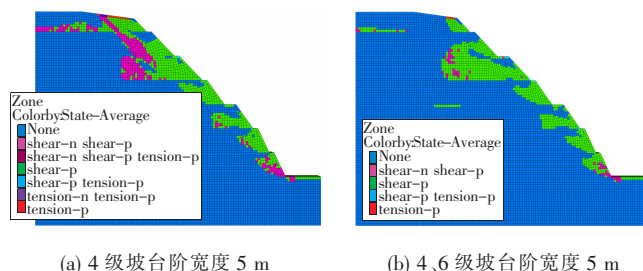 Zone
Colorby:State-Average
None
shear-n shear-p
shear-n shear-p tension-p
shear-p
shear-p tension-p
tension-n tension-p
tension-p
Zone
Colorby:State-Average
None
shear-n shear-p
shear-p
shear-p tension-p
tension-p
(a) 4 级坡台阶宽度 5 m
(b) 4、6级坡台阶宽度 5 m